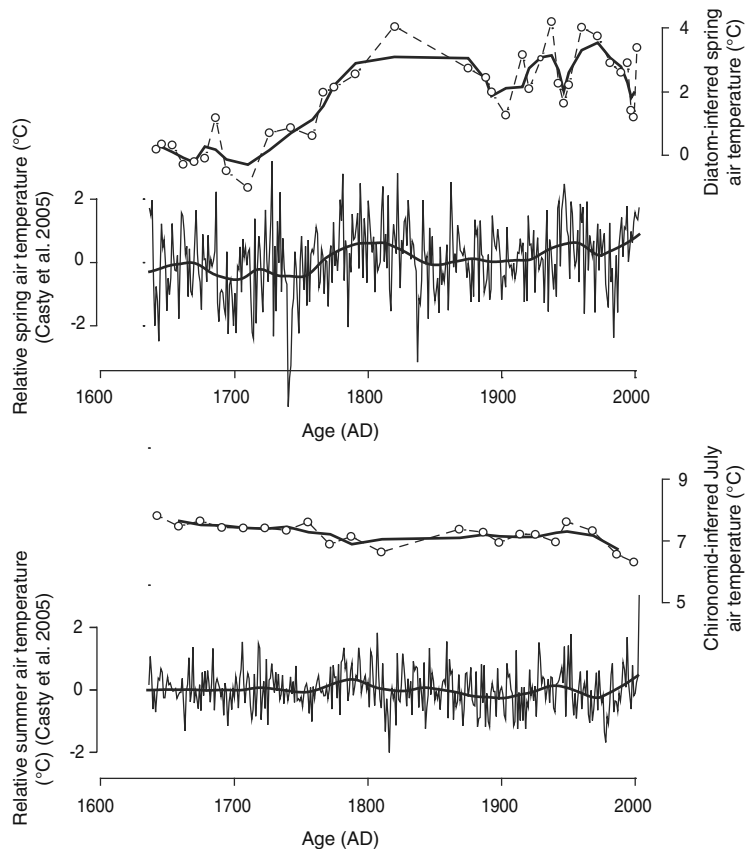 4
2
0
Diatom-inferred spring
air temperature (°C)
Relative spring air temperature (°C)
(Casty et al. 2005)
2
0
-2
1600
1700
1800
1900
2000
Age (AD)
9
7
5
Chironomid-inferred July
air temperature (°C)
Relative summer air temperature
(°C) (Casty et al. 2005)
2
0
-2
1600
1700
1800
1900
2000
Age (AD)